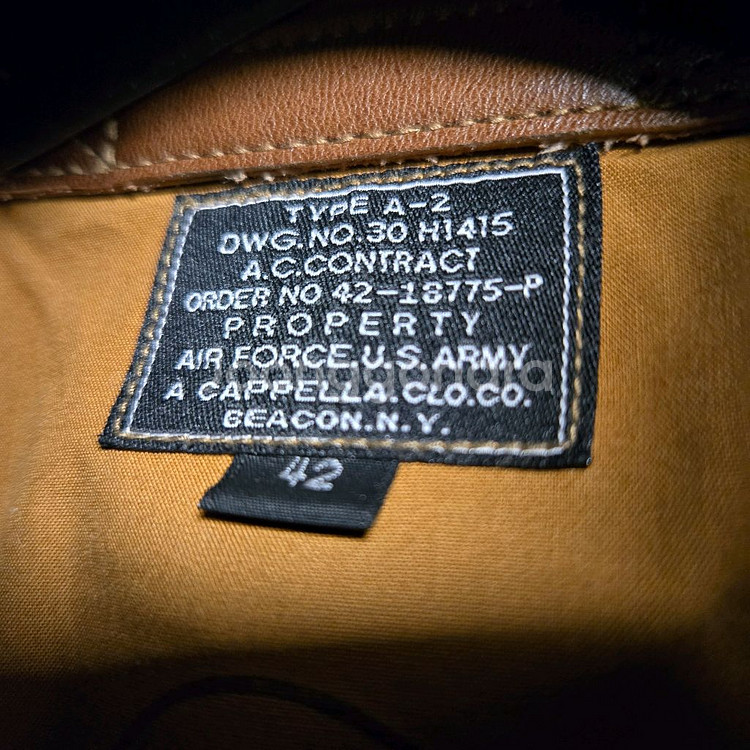 TYPE A-2
DWG.NO.30 H1415
A.C.CONTRACT
ORDER NO 42-18775-P
PROPERTY
AIR FORCE.U.S.ARMY
A CAPPELLA.CLO.CO.
GEACON.N.Y.
42